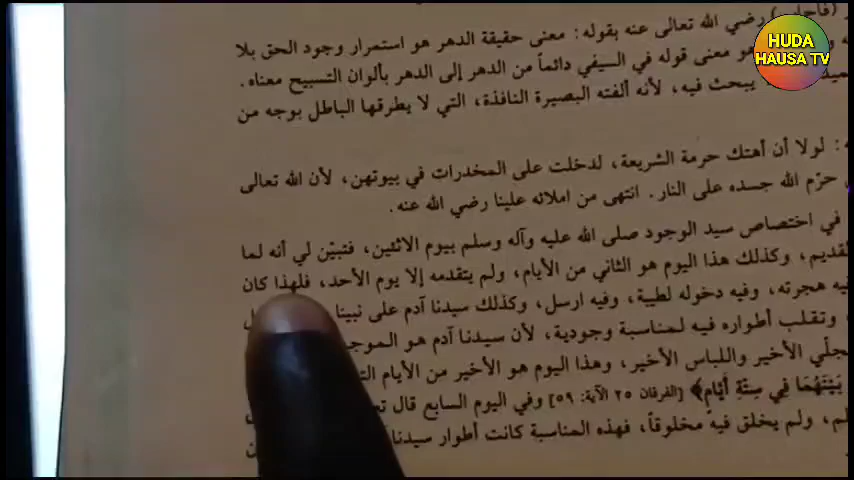 رضي الله تعالى عنه بقوله: معنى حقيقة الدهر هو استمرار وجود الحق بلا
هو معنى قوله في السيفي دائماً من الدهر إلى الدهر بألوان التسبيح معناه.
يبحث فيه، لأنه ألفته البصيرة النافذة، التي لا يطرقها الباطل بوجه من
لولا أن أهتك حرمة الشريعة، لدخلت على المخدرات في بيوتهن، لأن الله تعالى
حرّم الله جسده على النار. انتهى من املائه علينا رضي الله عنه.
في اختصاص سيد الوجود صلى الله عليه وآله وسلم بيوم الاثنين، فتبيّن لي أنه لما
القديم، وكذلك هذا اليوم هو الثاني من الأيام، ولم يتقدمه إلا يوم الأحد، فلهذا كان
فيه هجرته، وفيه دخوله لطيبة، وفيه ارسل، وكذلك سيدنا آدم على نبينا
وتقلب أطواره فيه لمناسبة وجودية، لأن سيدنا آدم هو
الأخير واللباس الأخير، وهذا اليوم هو الأخير من الأيام
بَيْنَهُمَا فِي سِتَّةِ أَيَّامٍ﴾ [الفرقان ٢٥ الآية: ٥٩] وفي اليوم السابع قال
ولم يخلق فيه مخلوقاً، فهذه المناسبة كانت أطوار سيدنا
HUDA
HAUSA TV